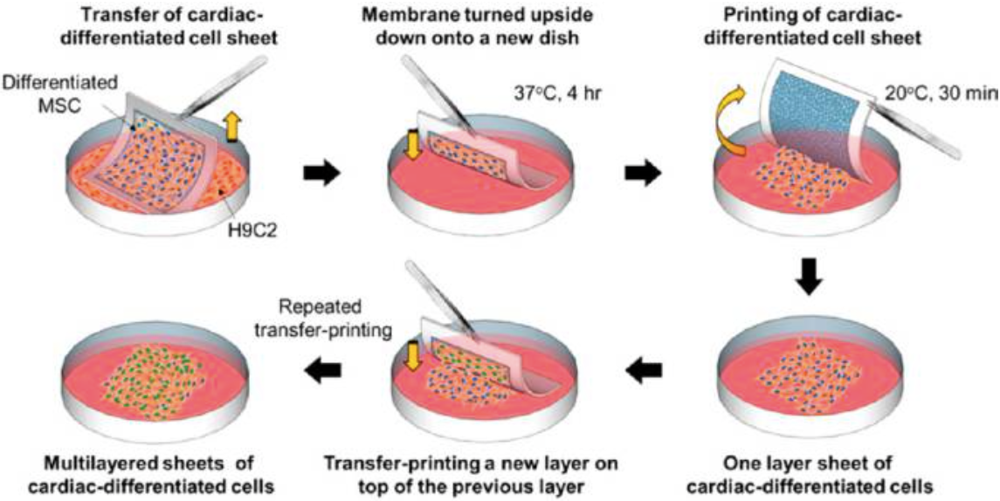 Transfer of cardiac-
differentiated cell sheet
Differentiated
MSC
H9C2
Membrane turned upside
down onto a new dish
37°C, 4 hr
Printing of cardiac-
differentiated cell sheet
20°C, 30 min
One layer sheet of
cardiac-differentiated cells
Transfer-printing a new layer on
top of the previous layer
Repeated
transfer-printing
Multilayered sheets of
cardiac-differentiated cells